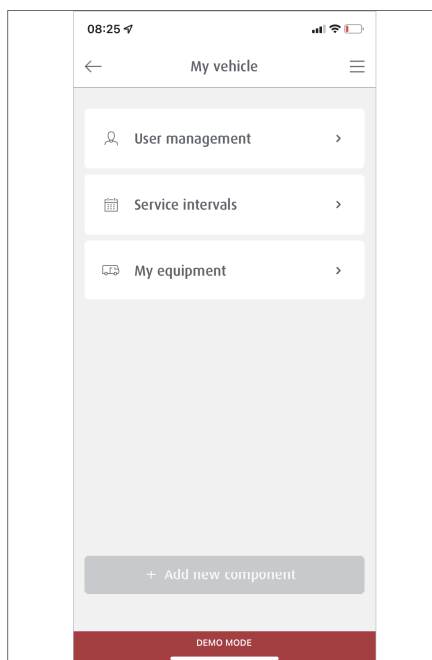 08:25
My vehicle
User management
Service intervals
My equipment
+ Add new component
DEMO MODE